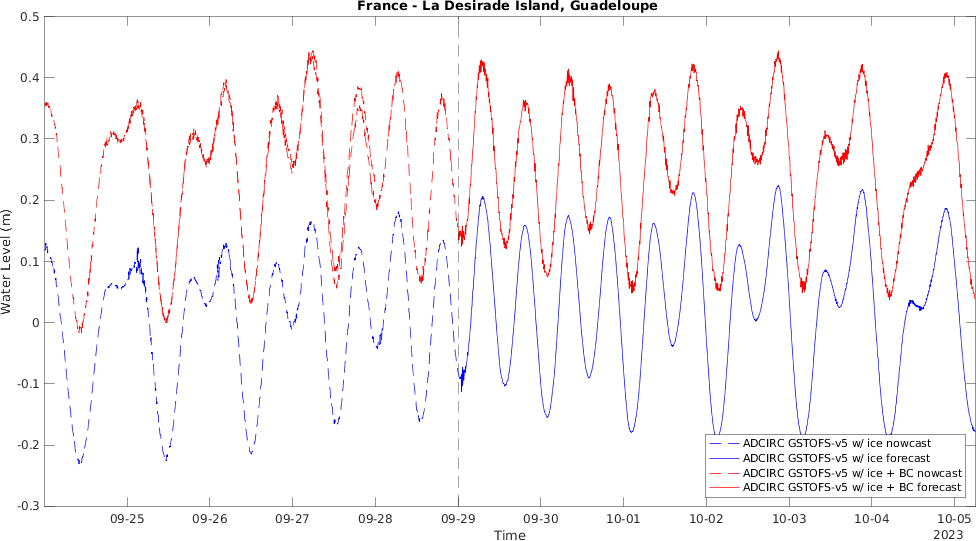 France - La Desirade Island, Guadeloupe
0.5
0.4
0.3
0.2
0.1
0
-0.1
-0.2
-0.3
Water Level (m)
ADCIRC GSTOFS-v5 w/ ice nowcast
ADCIRC GSTOFS-v5 w/ ice forecast
ADCIRC GSTOFS-v5 w/ ice + BC nowcast
ADCIRC GSTOFS-v5 w/ ice + BC forecast
09-25 09-26 09-27 09-28 09-29 09-30 10-01 10-02 10-03 10-04 10-05
Time 2023